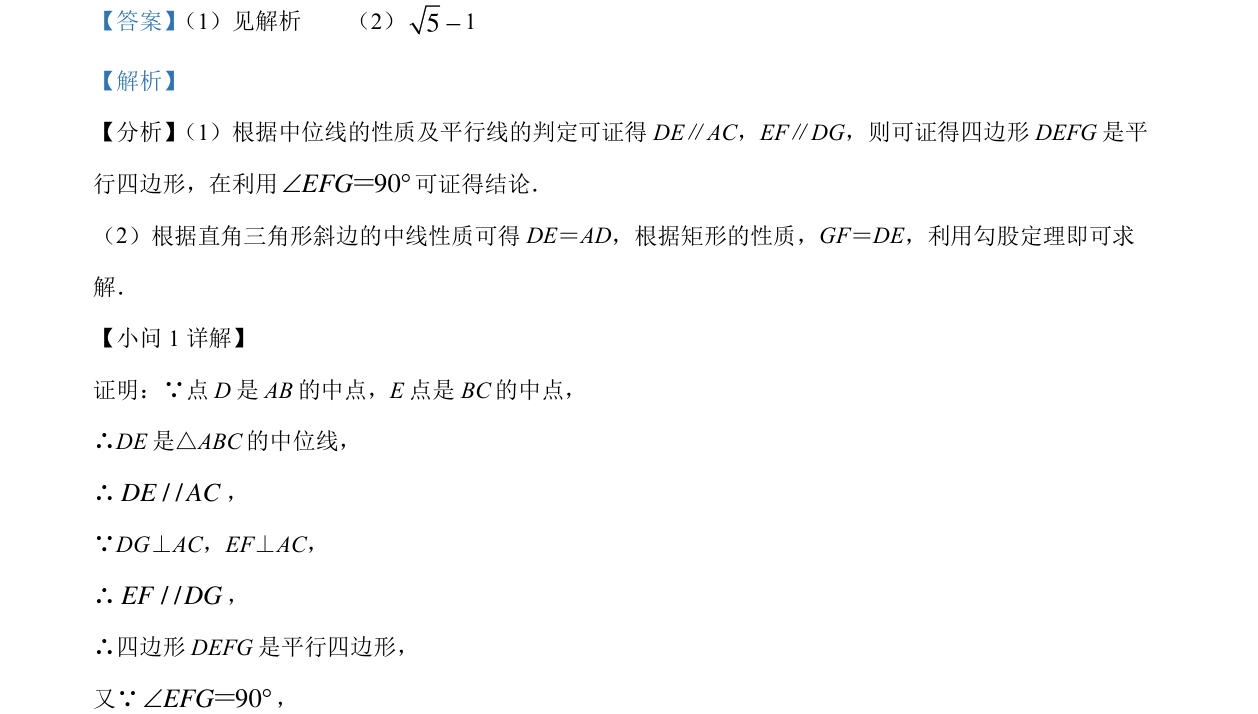 【答案】（1）见解析　　（2）√5 – 1
【解析】
【分析】（1）根据中位线的性质及平行线的判定可证得 DE∥AC，EF∥DG，则可证得四边形 DEFG 是平
行四边形，在利用∠EFG=90°可证得结论．
（2）根据直角三角形斜边的中线性质可得 DE＝AD，根据矩形的性质，GF＝DE，利用勾股定理即可求
解．
【小问 1 详解】
证明：∵点 D 是 AB 的中点，E 点是 BC 的中点，
∴DE 是△ABC 的中位线，
∴ DE//AC，
∵DG⊥AC，EF⊥AC，
∴ EF//DG，
∴四边形 DEFG 是平行四边形，
又∵ ∠EFG=90°，